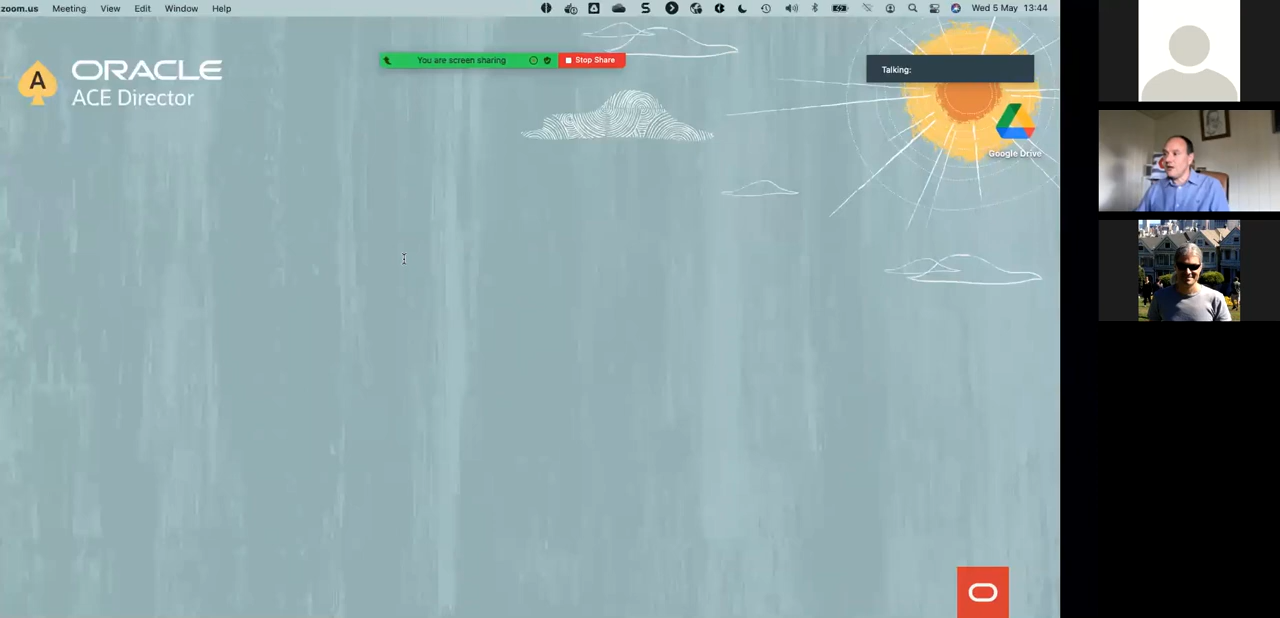 zoom.us Meeting View Edit Window Help Wed 5 May 13:44
You are screen sharing Stop Share
Talking:
A ORACLE
ACE Director
Google Drive